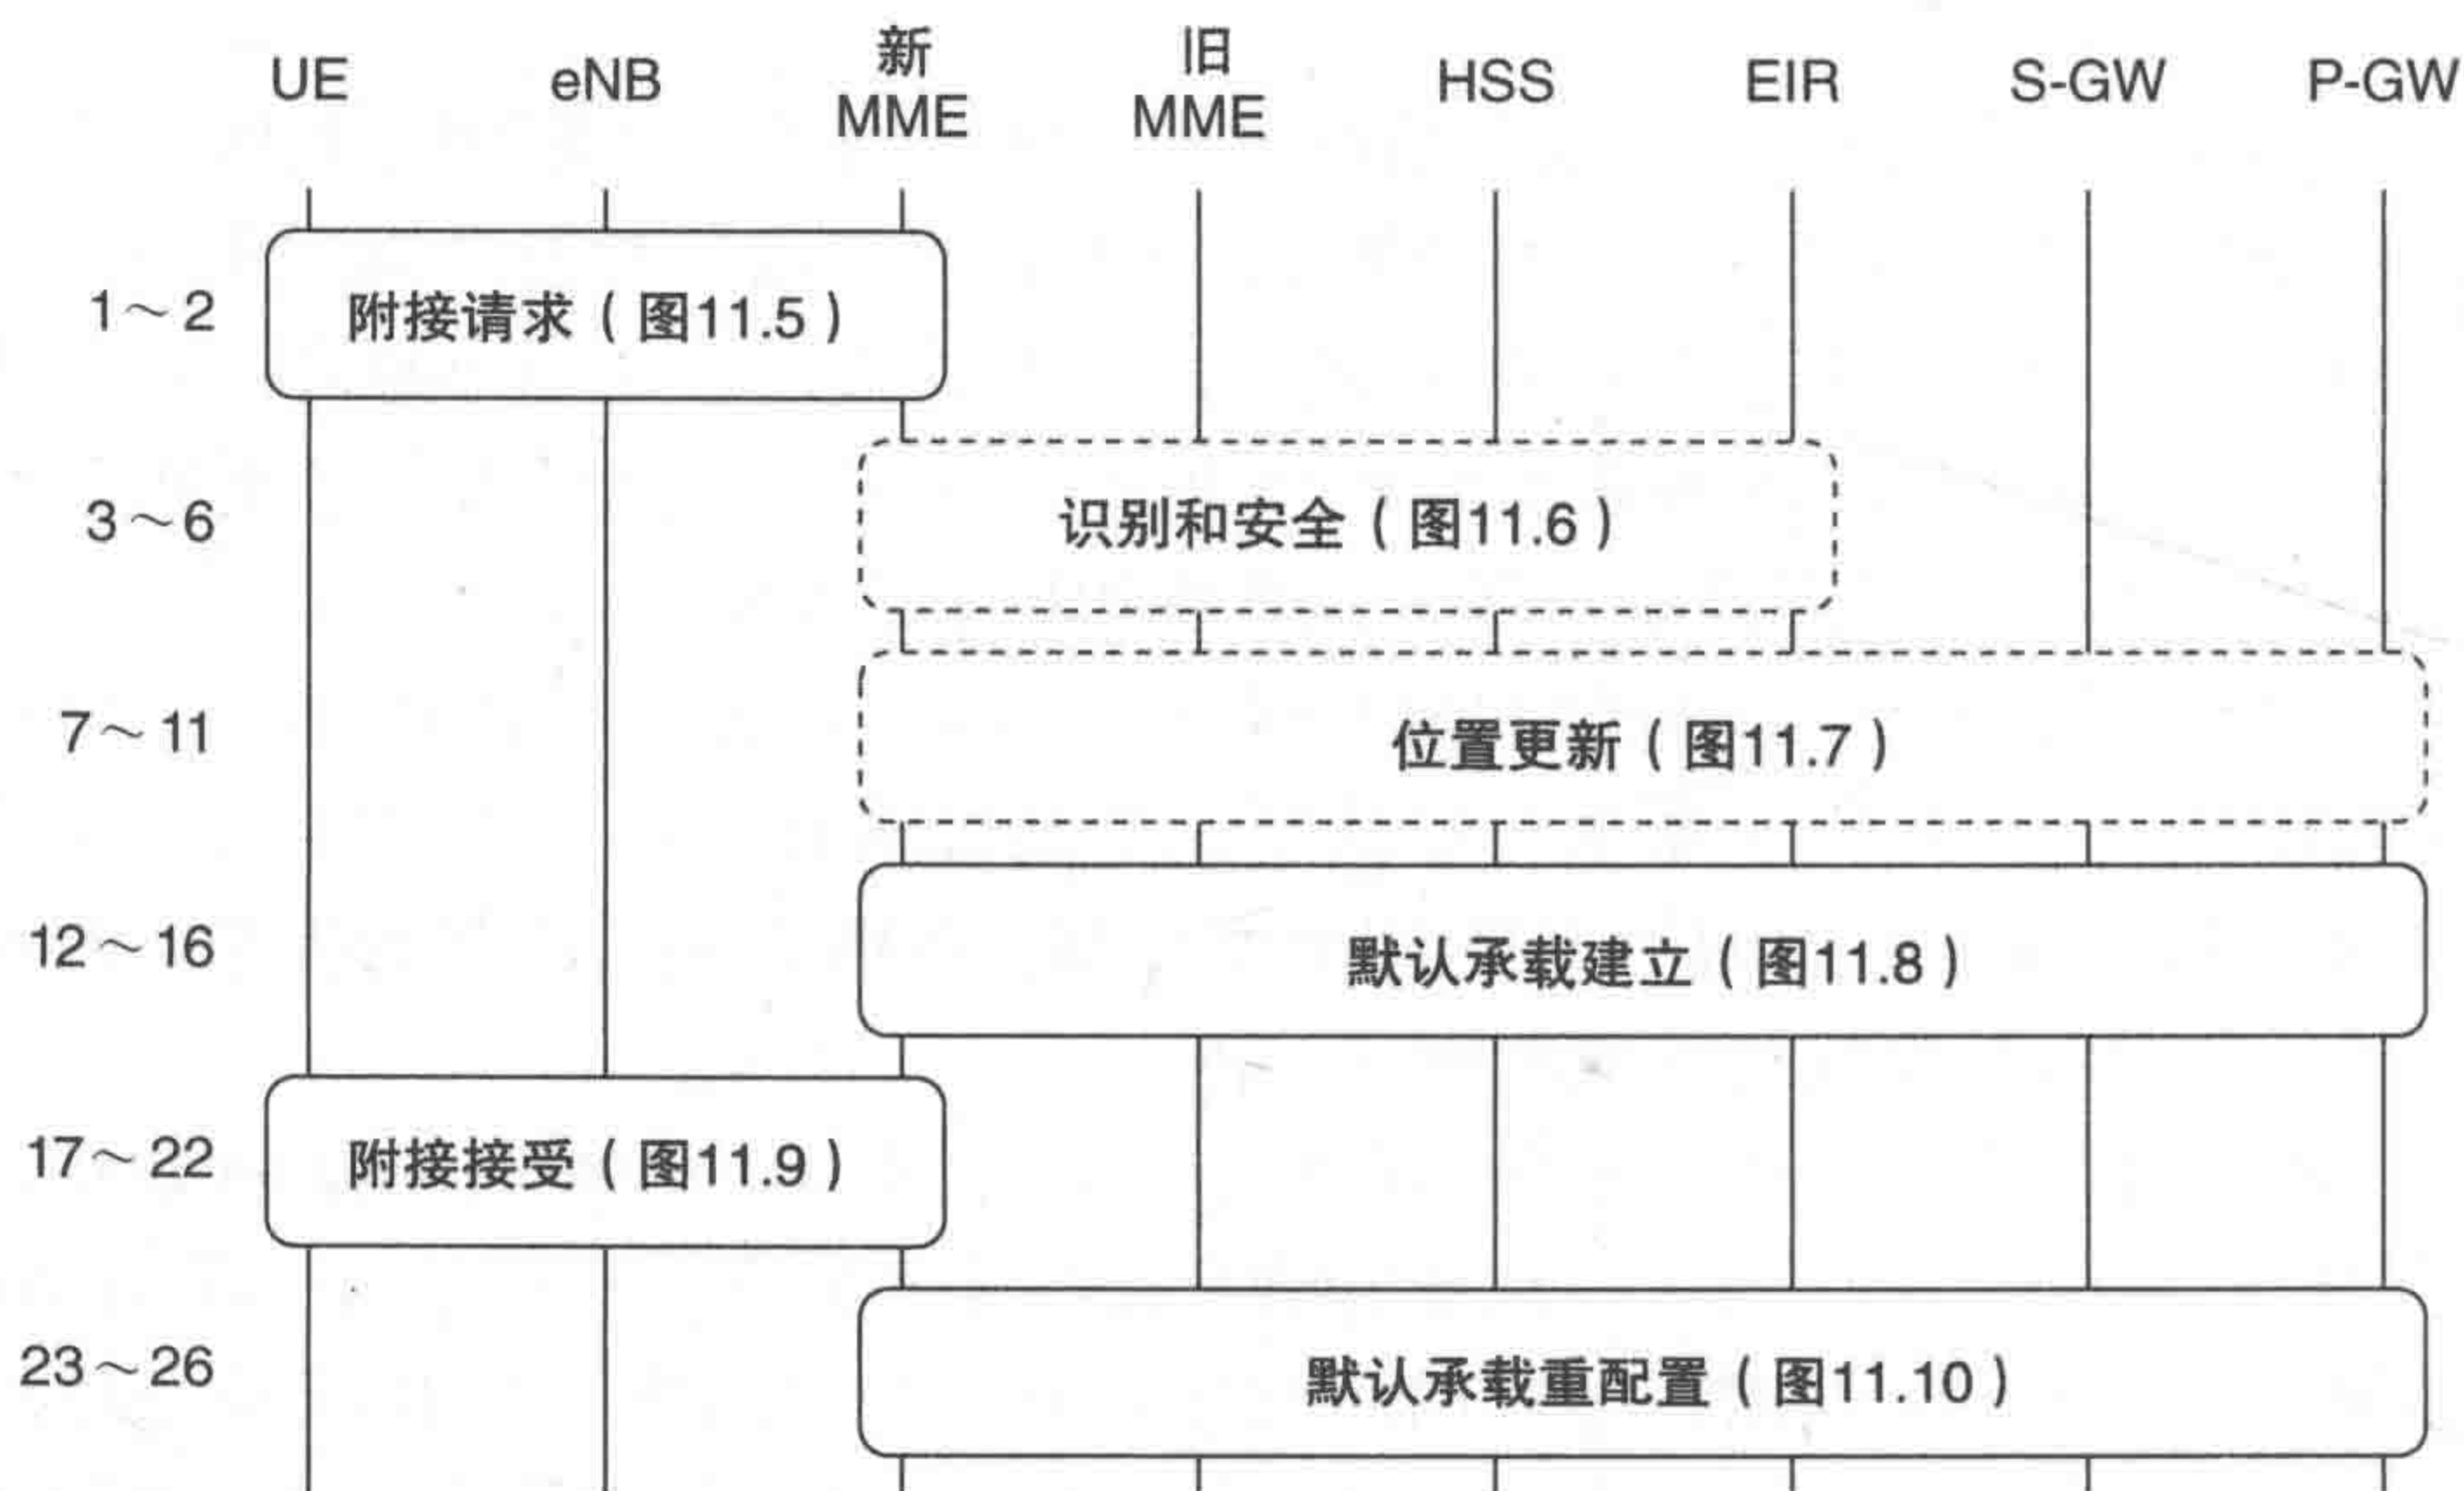 UE
eNB
新
MME
旧
MME
HSS
EIR
S-GW
P-GW
1～2
附接请求（图11.5）
3～6
识别和安全（图11.6）
7～11
位置更新（图11.7）
12～16
默认承载建立（图11.8）
17～22
附接接受（图11.9）
23～26
默认承载重配置（图11.10）